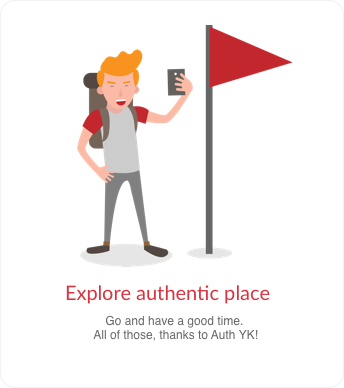 Explore authentic place
Go and have a good time.
All of those, thanks to Auth YK!